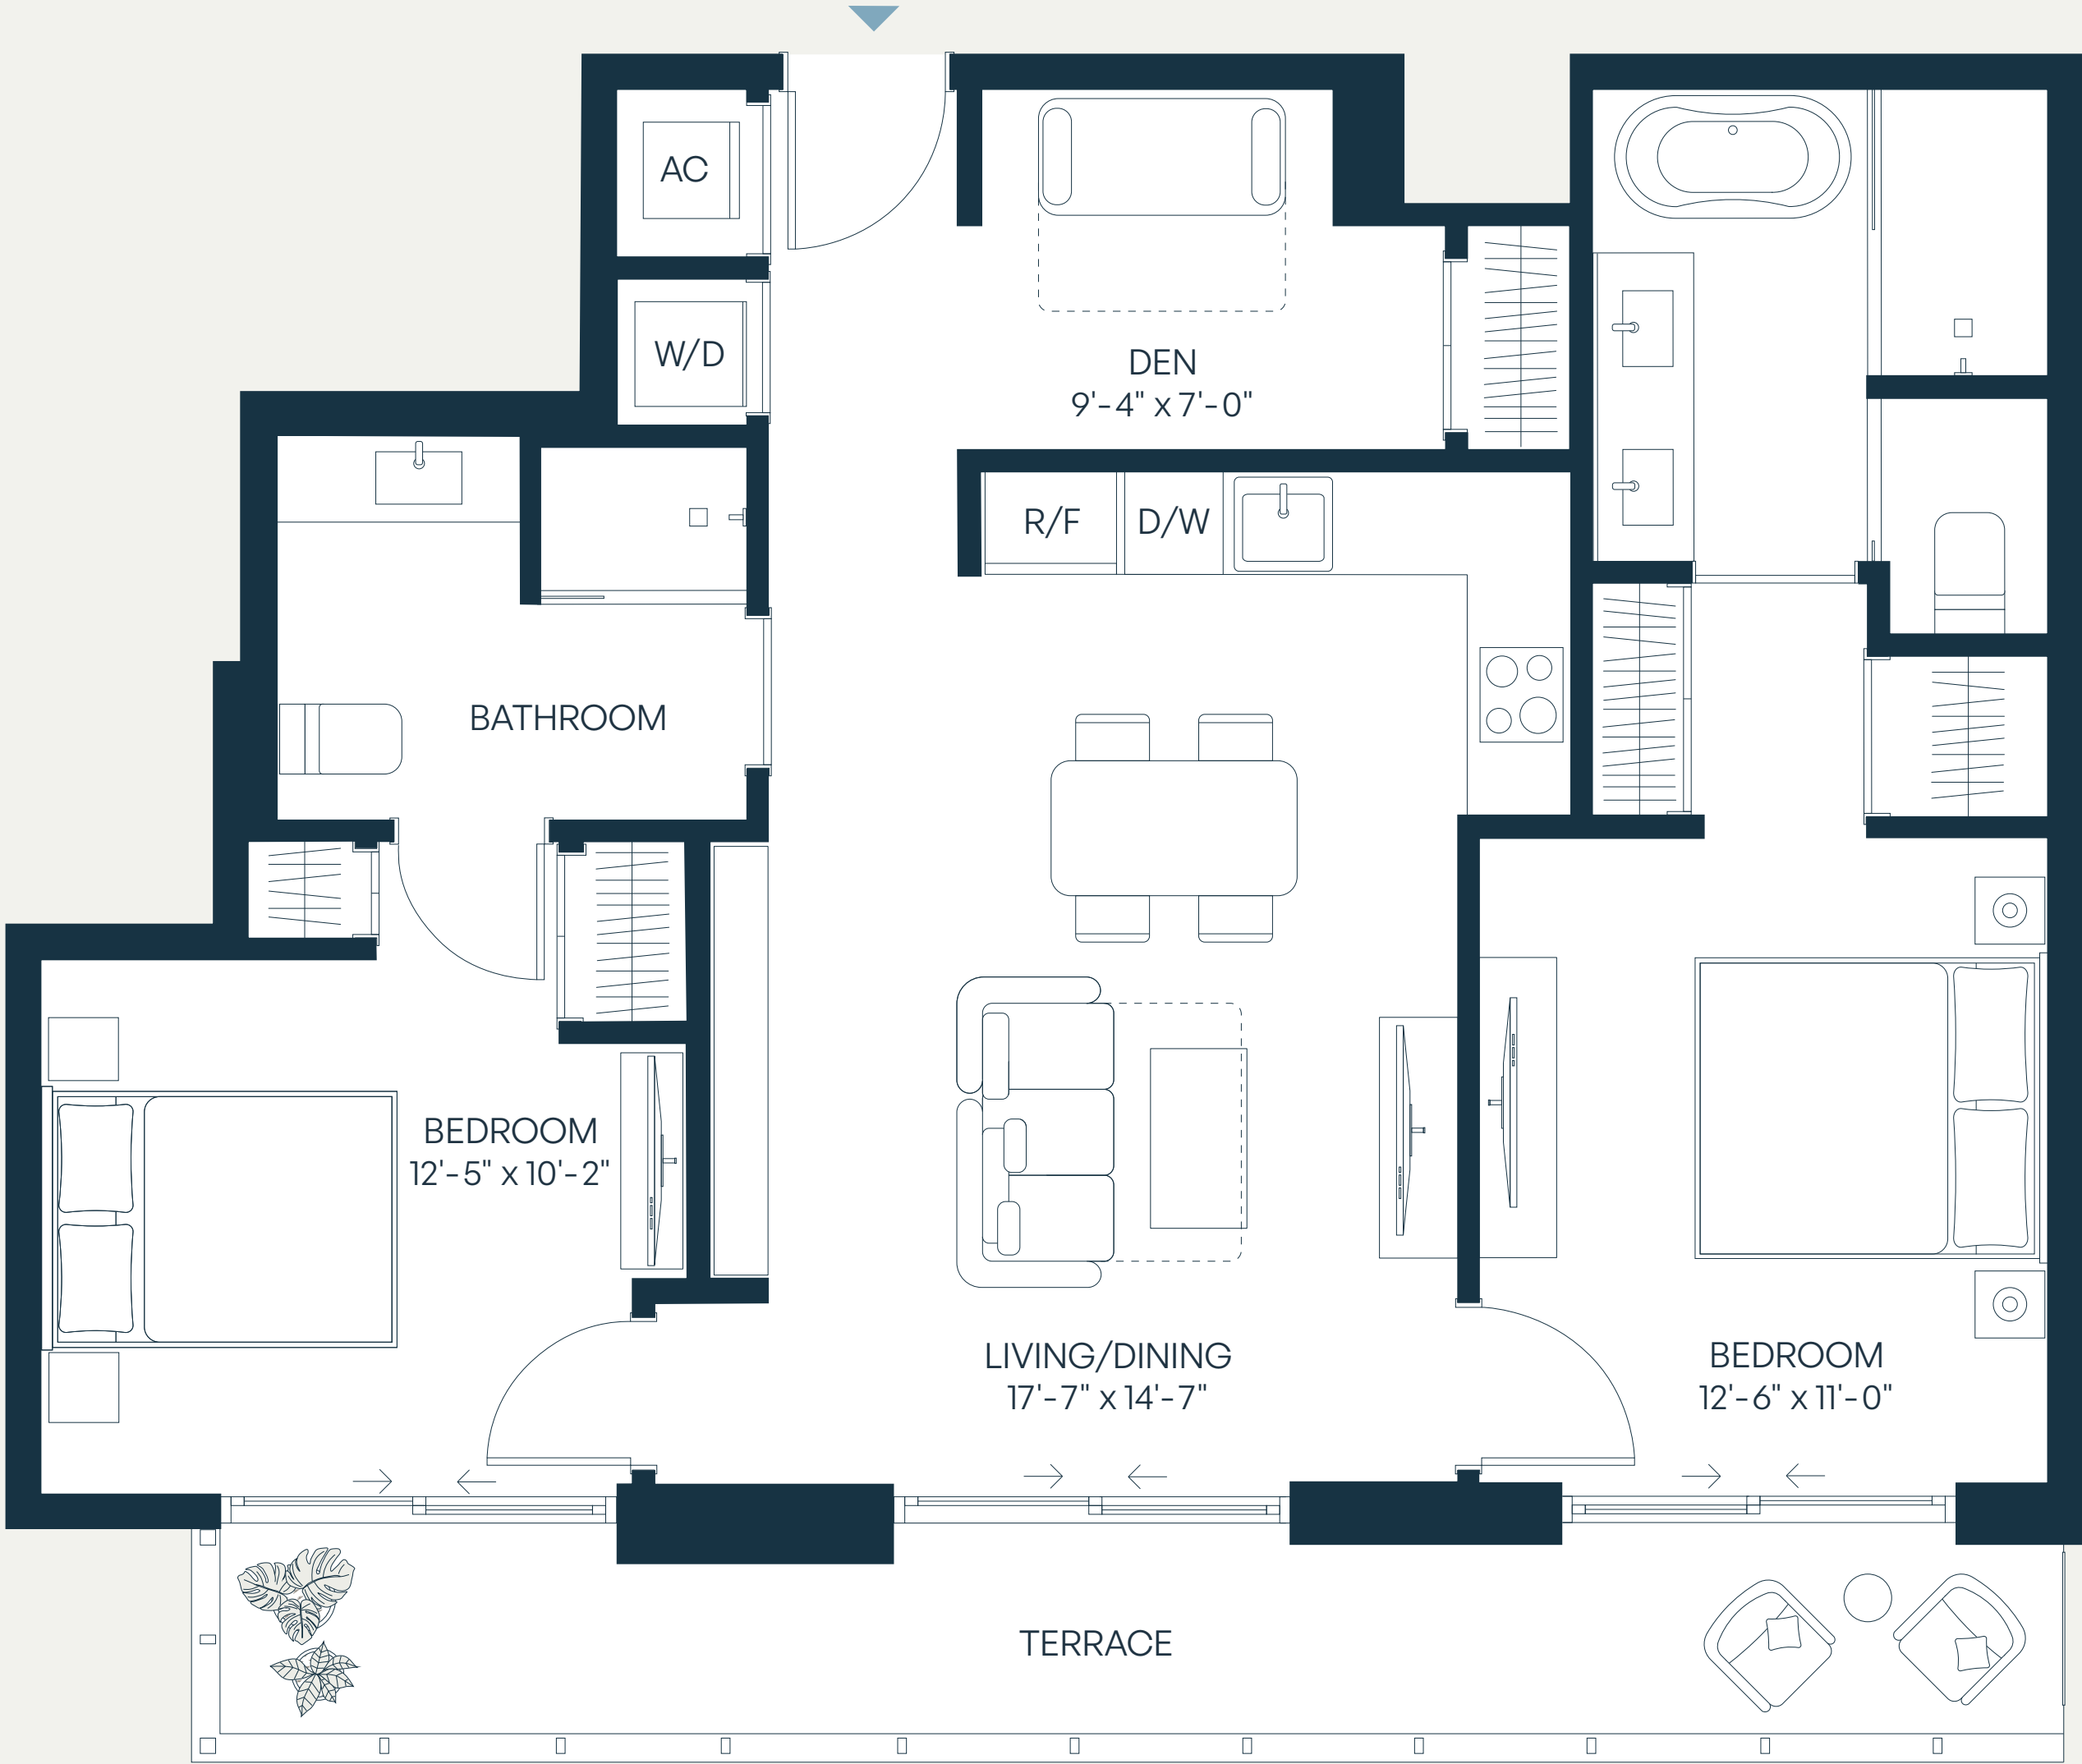 AC
W/D
DEN
9'-4" x 7'-0"
R/F
D/W
BATHROOM
BEDROOM
12'-5" x 10'-2"
LIVING/DINING
17'-7" x 14'-7"
BEDROOM
12'-6" x 11'-0"
TERRACE